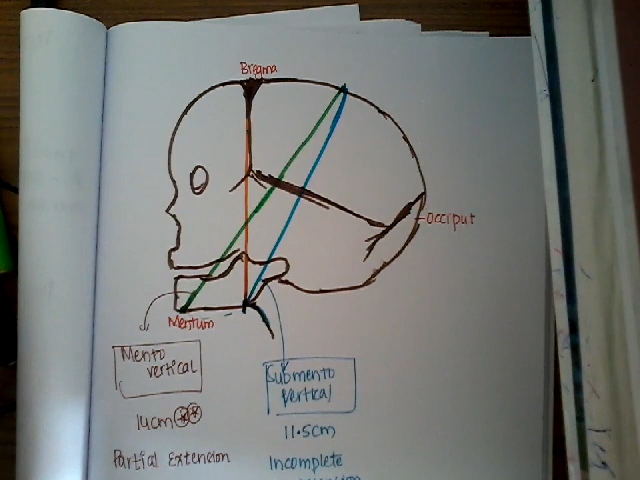 Bregma
occiput
Mentum
Mento
vertical
14cm
Partial Extension
Submento
vertical
11.5cm
Incomplete